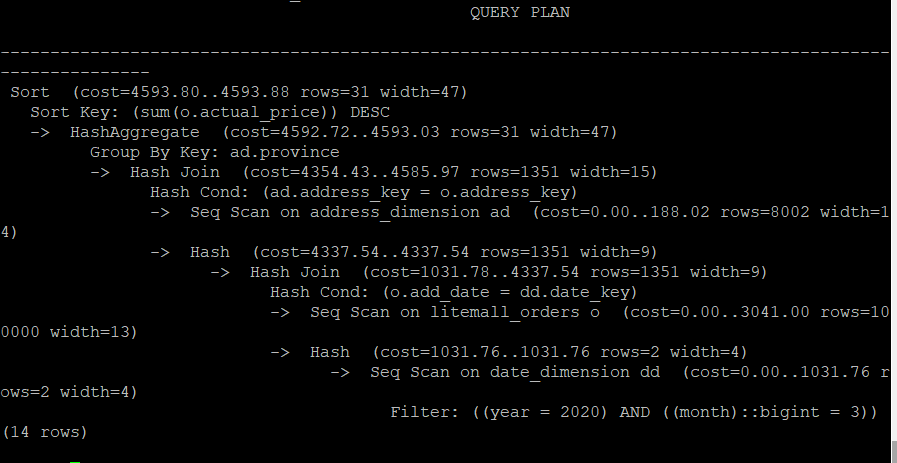 QUERY PLAN
-----------------------------------------------------------------------------------------
---------------
Sort  (cost=4593.80..4593.88 rows=31 width=47)
Sort Key: (sum(o.actual_price)) DESC
->  HashAggregate  (cost=4592.72..4593.03 rows=31 width=47)
Group By Key: ad.province
->  Hash Join  (cost=4354.43..4585.97 rows=1351 width=15)
Hash Cond: (ad.address_key = o.address_key)
->  Seq Scan on address_dimension ad  (cost=0.00..188.02 rows=8002 width=1
4)
->  Hash  (cost=4337.54..4337.54 rows=1351 width=9)
->  Hash Join  (cost=1031.78..4337.54 rows=1351 width=9)
Hash Cond: (o.add_date = dd.date_key)
->  Seq Scan on litemall_orders o  (cost=0.00..3041.00 rows=10
0000 width=13)
->  Hash  (cost=1031.76..1031.76 rows=2 width=4)
->  Seq Scan on date_dimension dd  (cost=0.00..1031.76 r
ows=2 width=4)
Filter: ((year = 2020) AND ((month)::bigint = 3))
(14 rows)